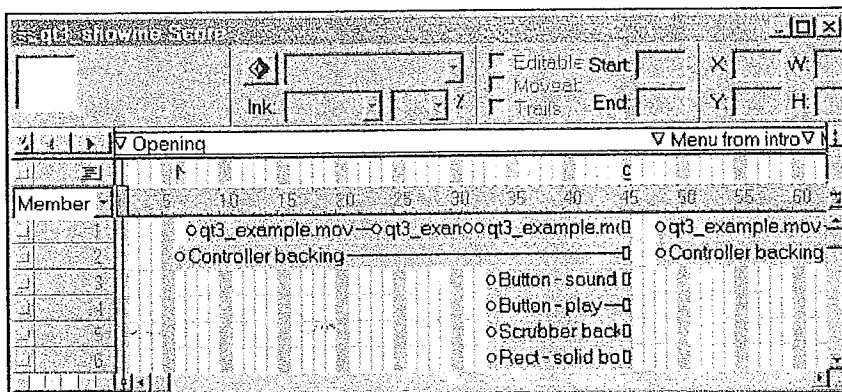 qt3_showme Score
Editable Start:
Moveab
Trails End:
Ink: %
X: W:
Y: H:
Opening Menu from intro
Member 5 10 15 20 25 30 35 40 45 50 55 60
1 qt3_example.mov qt3_exam qt3_example.m qt3_example.mov
2 Controller backing Controller backing
3 Button - sound
4 Button - play
5 Scrubber back
6 Rect - solid bo